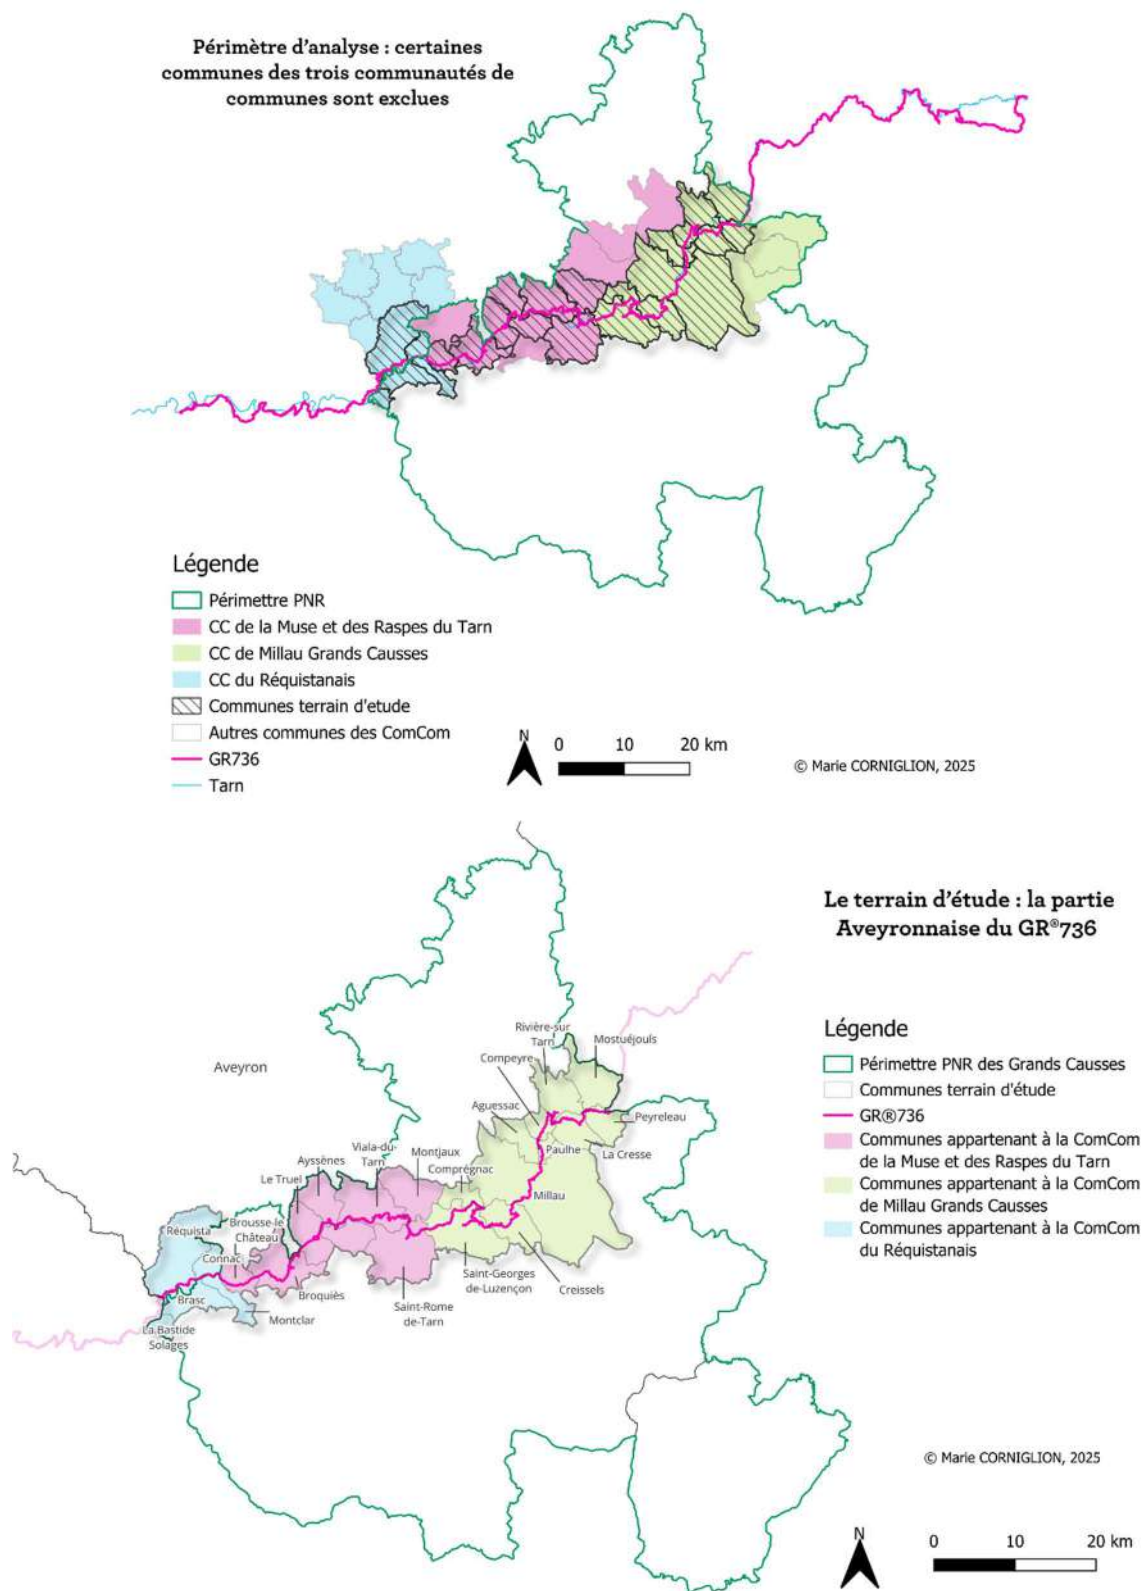 Périmètre d'analyse : certaines
communes des trois communautés de
communes sont exclues
Légende
Périmettre PNR
CC de la Muse et des Raspes du Tarn
CC de Millau Grands Causses
CC du Réquistanais
Communes terrain d'etude
Autres communes des ComCom
GR736
Tarn
N
0 10 20 km
© Marie CORNIGLION, 2025
Le terrain d'étude : la partie
Aveyronnaise du GR®736
Légende
Périmettre PNR des Grands Causses
Communes terrain d'étude
GR®736
Communes appartenant à la ComCom
de la Muse et des Raspes du Tarn
Communes appartenant à la ComCom
de Millau Grands Causses
Communes appartenant à la ComCom
du Réquistanais
Aveyron
Rivière-sur
Tarn
Mostuéjouls
Compeyre
Aguessac
Peyreleau
Paulhe
La Cresse
Viala-du-
Tarn
Montjaux
Ayssènes
Comprégnac
Le Truel
Millau
Brousse-le
Château
Réquista
Connac
Saint-Georges
de-Luzençon
Creissels
Broquiès
Brasc
Saint-Rome
de-Tarn
Montclar
La Bastide
Solages
© Marie CORNIGLION, 2025
N
0 10 20 km